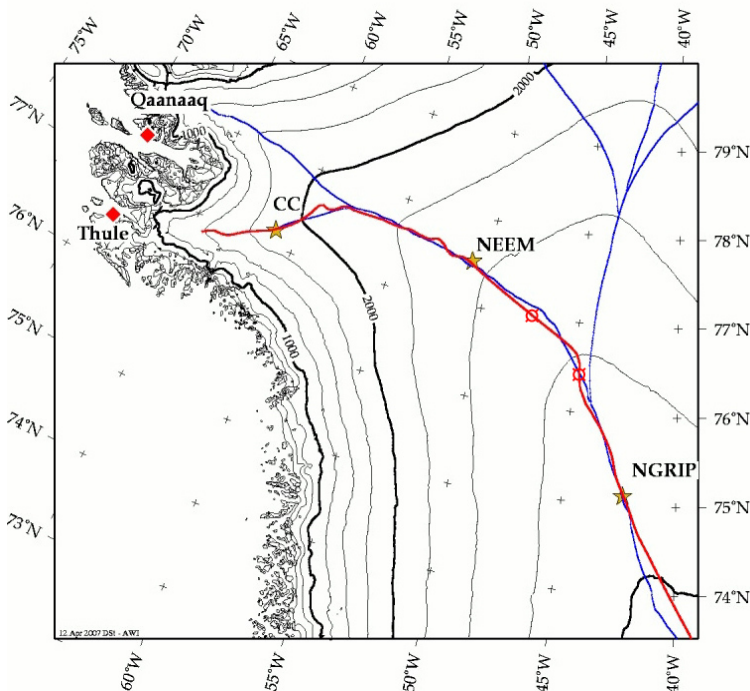 75°W 70°W 65°W 60°W 55°W 50°W 45°W 40°W
77°N
Qaanaaq
1000
2000
79°N
CC
76°N
Thule
NEEM
78°N
75°N
1000
2000
77°N
74°N
76°N
NGRIP
73°N
75°N
74°N
12 Apr 2007 DSt - AWI
60°W 55°W 50°W 45°W 40°W